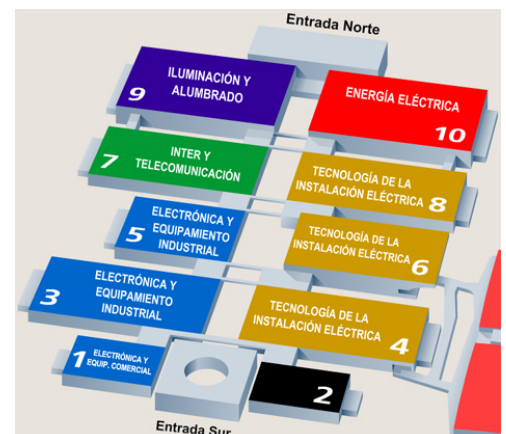 Entrada Norte
ILUMINACIÓN Y
ALUMBRADO
9
ENERGÍA ELÉCTRICA
10
INTER Y
TELECOMUNICACIÓN
7
TECNOLOGÍA DE LA
INSTALACIÓN ELÉCTRICA
8
ELECTRÓNICA Y
EQUIPAMIENTO
INDUSTRIAL
5
TECNOLOGÍA DE LA
INSTALACIÓN ELÉCTRICA
6
ELECTRÓNICA Y
EQUIPAMIENTO
INDUSTRIAL
3
TECNOLOGÍA DE LA
INSTALACIÓN ELÉCTRICA
4
1
ELECTRÓNICA Y
EQUIP. COMERCIAL
2
Entrada Sur